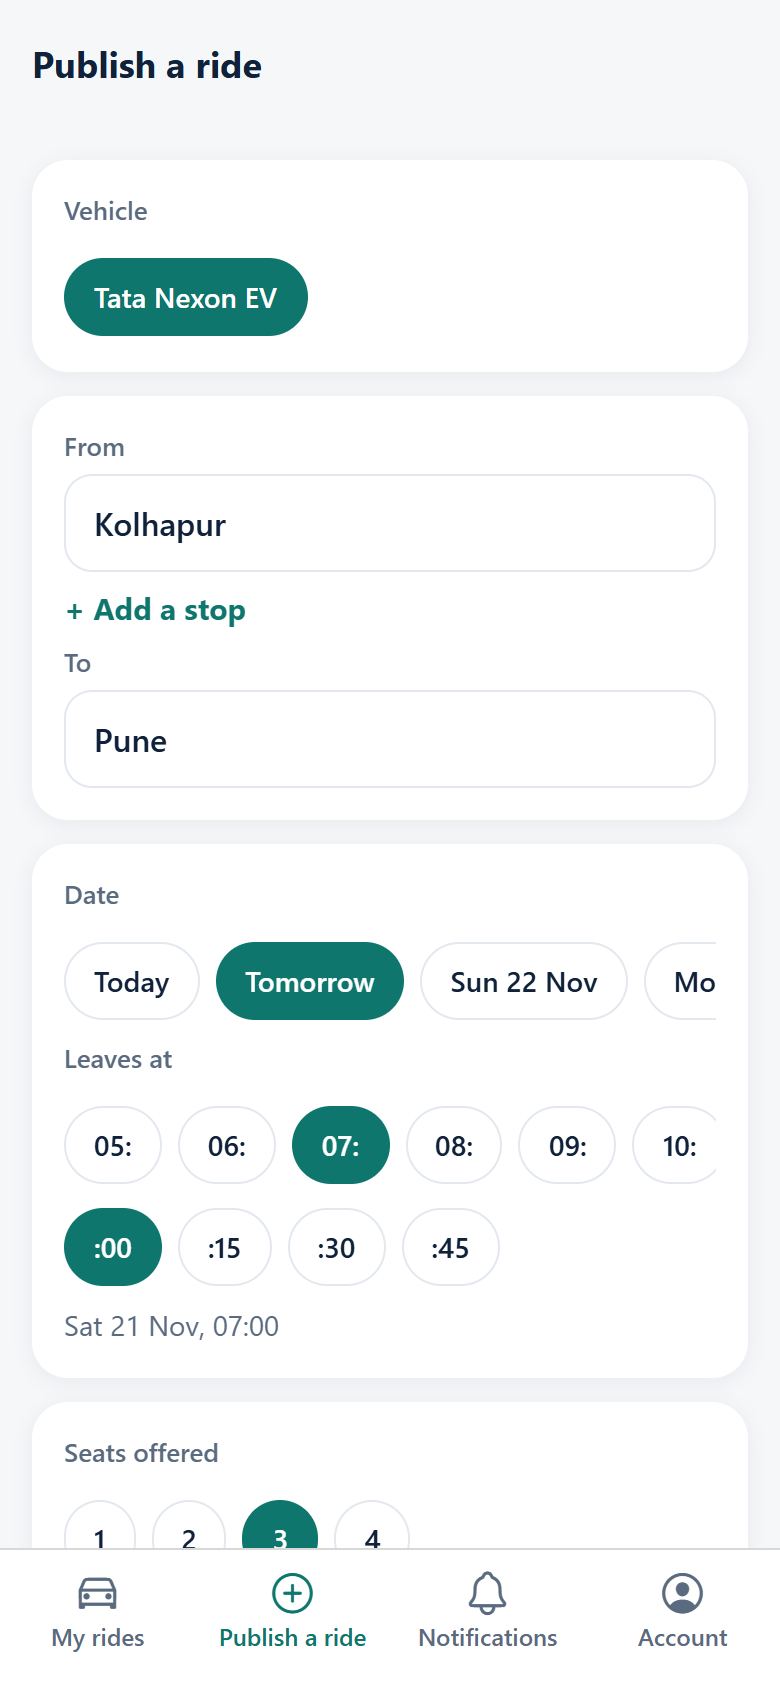 Publish a ride
Vehicle
Tata Nexon EV
From
Kolhapur
+ Add a stop
To
Pune
Date
Today Tomorrow Sun 22 Nov Mo
Leaves at
05: 06: 07: 08: 09: 10:
:00 :15 :30 :45
Sat 21 Nov, 07:00
Seats offered
1 2 3 4
My rides Publish a ride Notifications Account